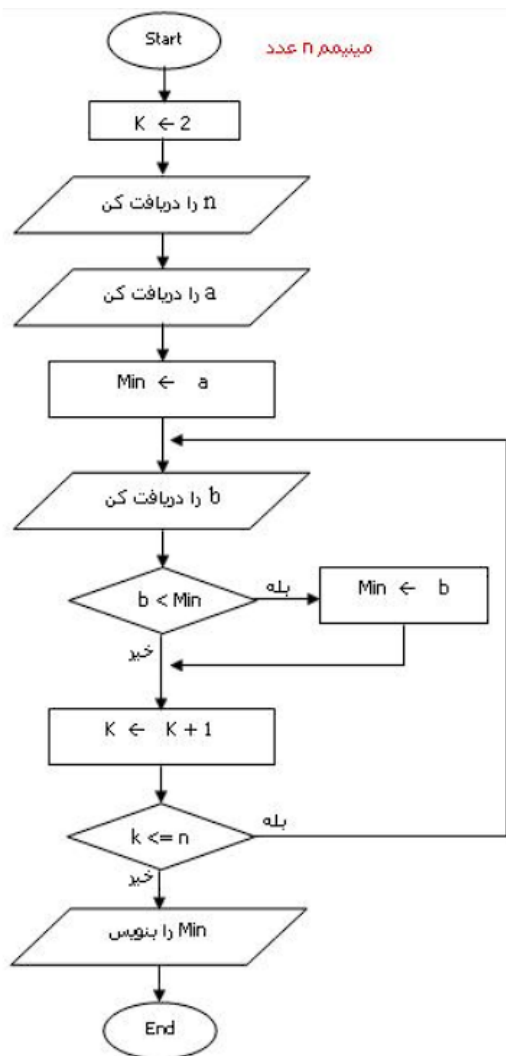 Start
مینیمم n عدد
K ← 2
n را دریافت کن
a را دریافت کن
Min ← a
b را دریافت کن
b < Min
بله
Min ← b
خیر
K ← K + 1
k <= n
بله
خیر
Min را بنویس
End